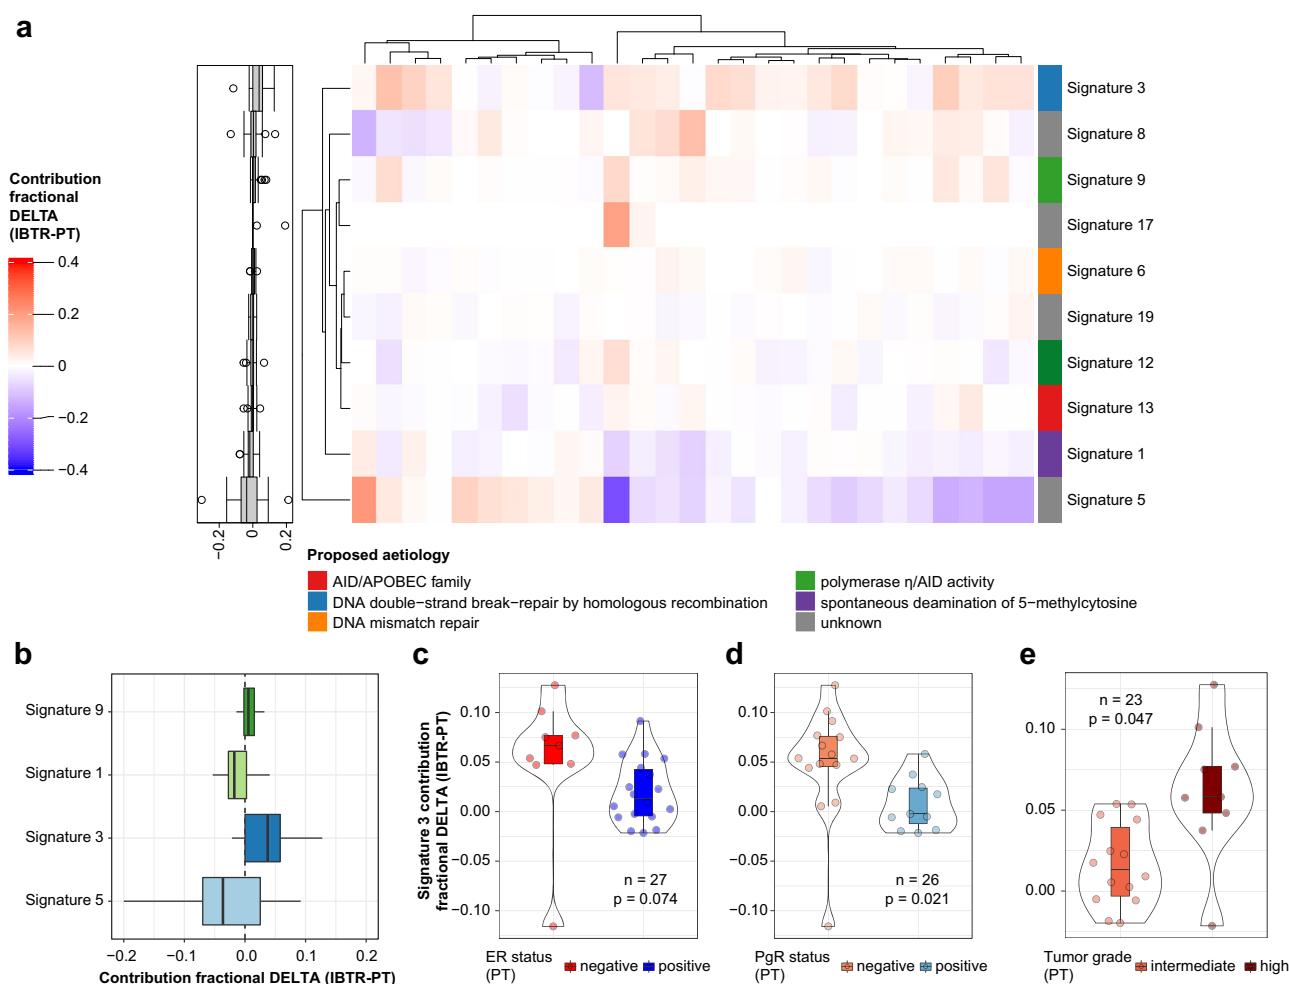 a
Contribution
fractional
DELTA
(IBTR-PT)
0.4
0.2
0
−0.2
−0.4
−0.2
0
0.2
Signature 3
Signature 8
Signature 9
Signature 17
Signature 6
Signature 19
Signature 12
Signature 13
Signature 1
Signature 5
Proposed aetiology
AID/APOBEC family
DNA double−strand break−repair by homologous recombination
DNA mismatch repair
polymerase η/AID activity
spontaneous deamination of 5−methylcytosine
unknown
b
Signature 9
Signature 1
Signature 3
Signature 5
−0.2
−0.1
0.0
0.1
0.2
Contribution fractional DELTA (IBTR-PT)
c
Signature 3 contribution
fractional DELTA (IBTR-PT)
0.10
0.05
0.00
−0.05
−0.10
n = 27
p = 0.074
ER status
(PT)
negative
positive
d
0.10
0.05
0.00
−0.05
−0.10
n = 26
p = 0.021
PgR status
(PT)
negative
positive
e
0.10
0.05
0.00
n = 23
p = 0.047
Tumor grade
(PT)
intermediate
high